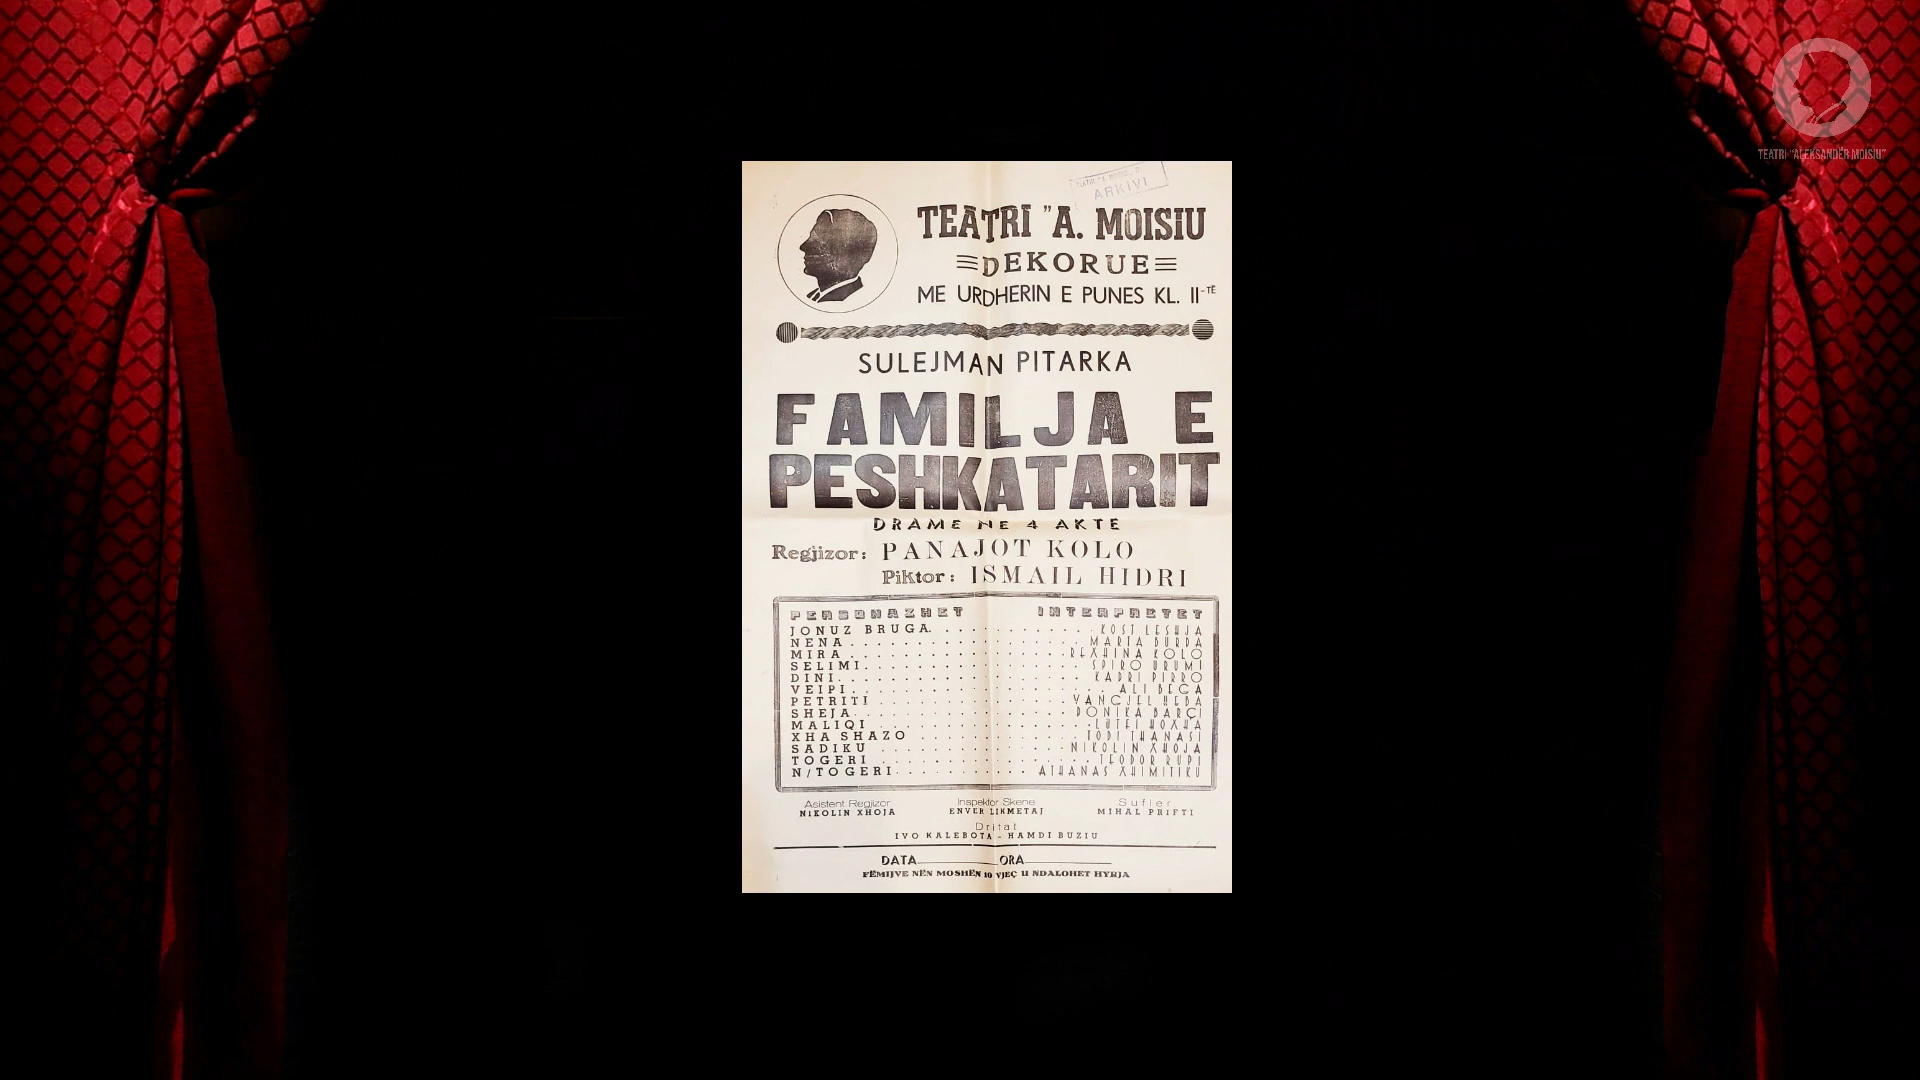 TEATRI "ALEKSANDËR MOISIU"
ARKIVI
TEATRI "A. MOISIU
DEKORUE
ME URDHERIN E PUNES KL. II-TË
SULEJMAN PITARKA
FAMILJA E
PESHKATARIT
DRAME NE 4 AKTE
Regjizor: PANAJOT KOLO
Piktor: ISMAIL HIDRI
PERSONAZHET INTERPRETET
JONUZ BRUGA. KOST LESHJA
NENA MARTA BURDA
MIRA REXHINA KOLO
SELIMI SPIRO URUMI
DINI KADRI PIRRO
VEIPI ALI BEGA
PETRITI VANGJEL HEBA
SHEJA DONIKA BARÇI
MALIQI LUTFI HOXHA
XHA SHAZO TODI THANASI
SADIKU NIKOLIN XHOJA
TOGERI TEODOR RUPI
N/TOGERI ATHANAS XHIMITIKU
Asistent Regjizor Inspektor Skene Sufler
NIKOLIN XHOJA ENVER LIKMETAJ MIHAL PRIFTI
Dritat
IVO KALEBOTA - HAMDI BUZIU
DATA ORA
FËMIJVE NËN MOSHËN 10 VJEÇ U NDALOHET HYRJA